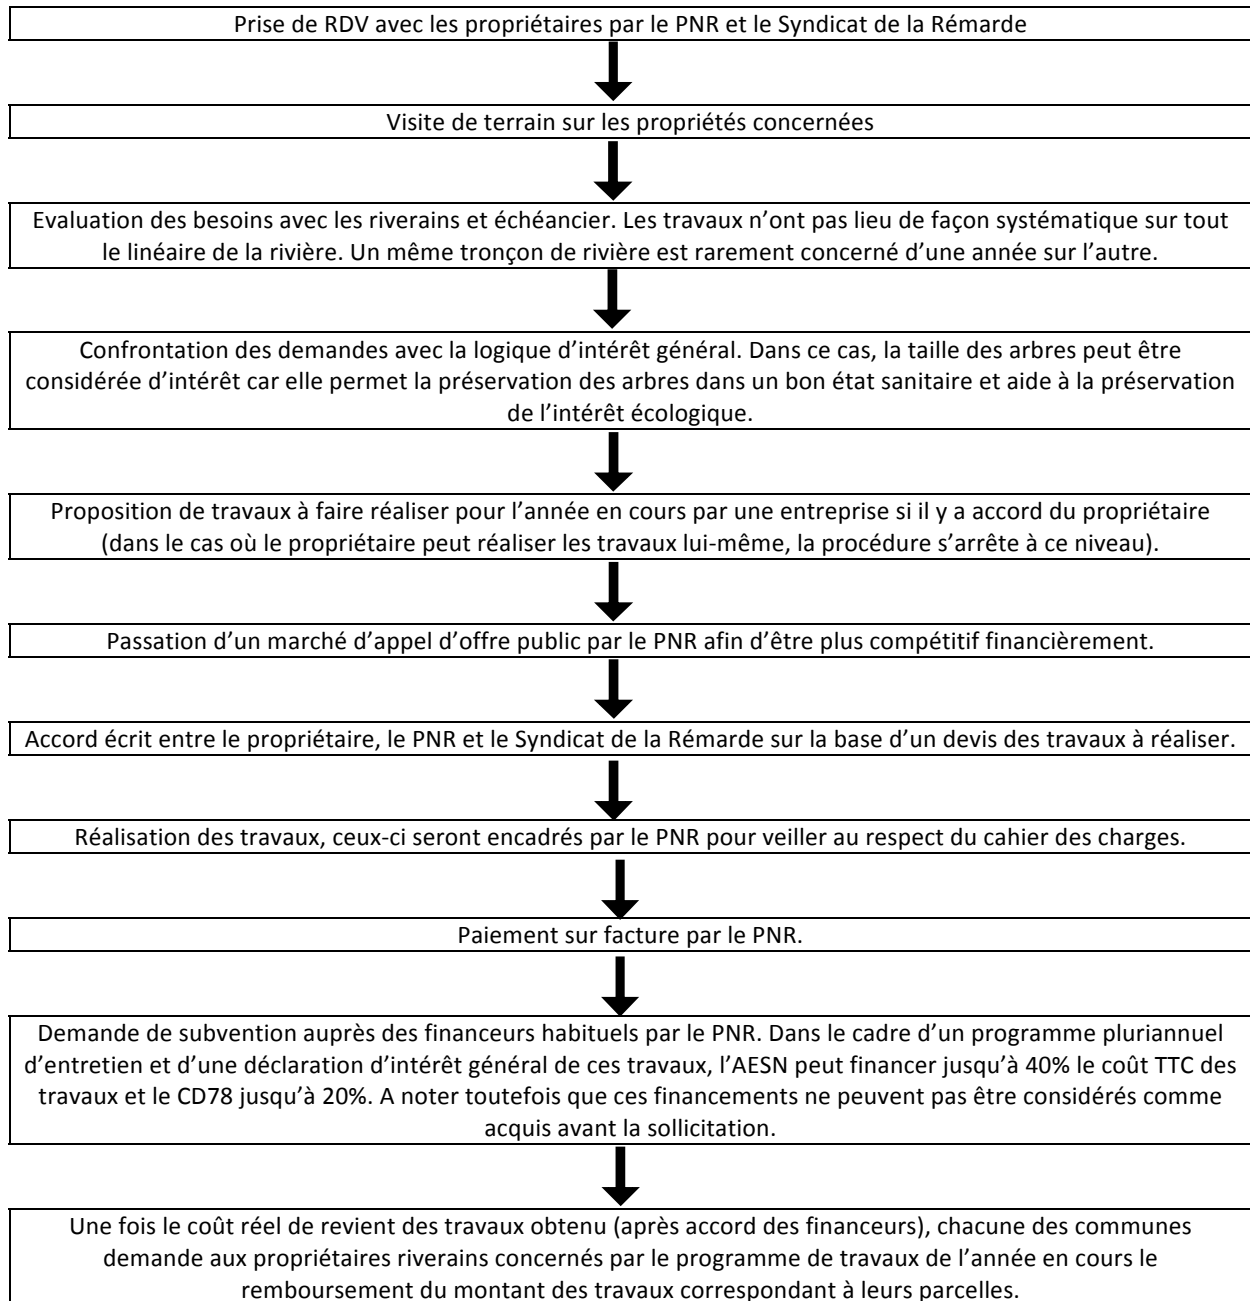 Prise de RDV avec les propriétaires par le PNR et le Syndicat de la Rémarde
Visite de terrain sur les propriétés concernées
Evaluation des besoins avec les riverains et échéancier. Les travaux n’ont pas lieu de façon systématique sur tout
le linéaire de la rivière. Un même tronçon de rivière est rarement concerné d’une année sur l’autre.
Confrontation des demandes avec la logique d’intérêt général. Dans ce cas, la taille des arbres peut être
considérée d’intérêt car elle permet la préservation des arbres dans un bon état sanitaire et aide à la préservation
de l’intérêt écologique.
Proposition de travaux à faire réaliser pour l’année en cours par une entreprise si il y a accord du propriétaire
(dans le cas où le propriétaire peut réaliser les travaux lui-même, la procédure s’arrête à ce niveau).
Passation d’un marché d’appel d’offre public par le PNR afin d’être plus compétitif financièrement.
Accord écrit entre le propriétaire, le PNR et le Syndicat de la Rémarde sur la base d’un devis des travaux à réaliser.
Réalisation des travaux, ceux-ci seront encadrés par le PNR pour veiller au respect du cahier des charges.
Paiement sur facture par le PNR.
Demande de subvention auprès des financeurs habituels par le PNR. Dans le cadre d’un programme pluriannuel
d’entretien et d’une déclaration d’intérêt général de ces travaux, l’AESN peut financer jusqu’à 40% le coût TTC des
travaux et le CD78 jusqu’à 20%. A noter toutefois que ces financements ne peuvent pas être considérés comme
acquis avant la sollicitation.
Une fois le coût réel de revient des travaux obtenu (après accord des financeurs), chacune des communes
demande aux propriétaires riverains concernés par le programme de travaux de l’année en cours le
remboursement du montant des travaux correspondant à leurs parcelles.